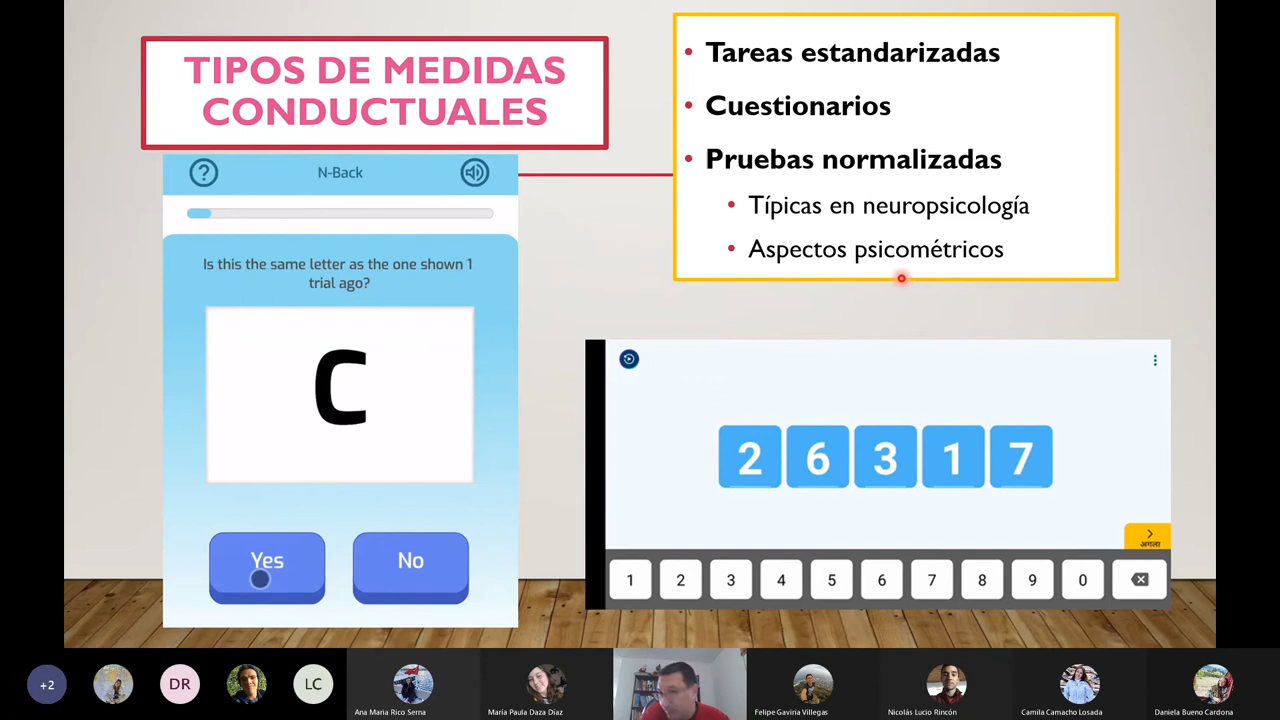 TIPOS DE MEDIDAS
CONDUCTUALES
Tareas estandarizadas
Cuestionarios
Pruebas normalizadas
Típicas en neuropsicología
Aspectos psicométricos
?
N-Back
Is this the same letter as the one shown 1
trial ago?
C
Yes
No
2 6 3 1 7
अगला
1 2 3 4 5 6 7 8 9 0
+2
DR
LC
Ana Maria Rico Serna
María Paula Daza Díaz
Felipe Gaviria Villegas
Nicolás Lucio Rincón
Camila Camacho Losada
Daniela Bueno Cardona